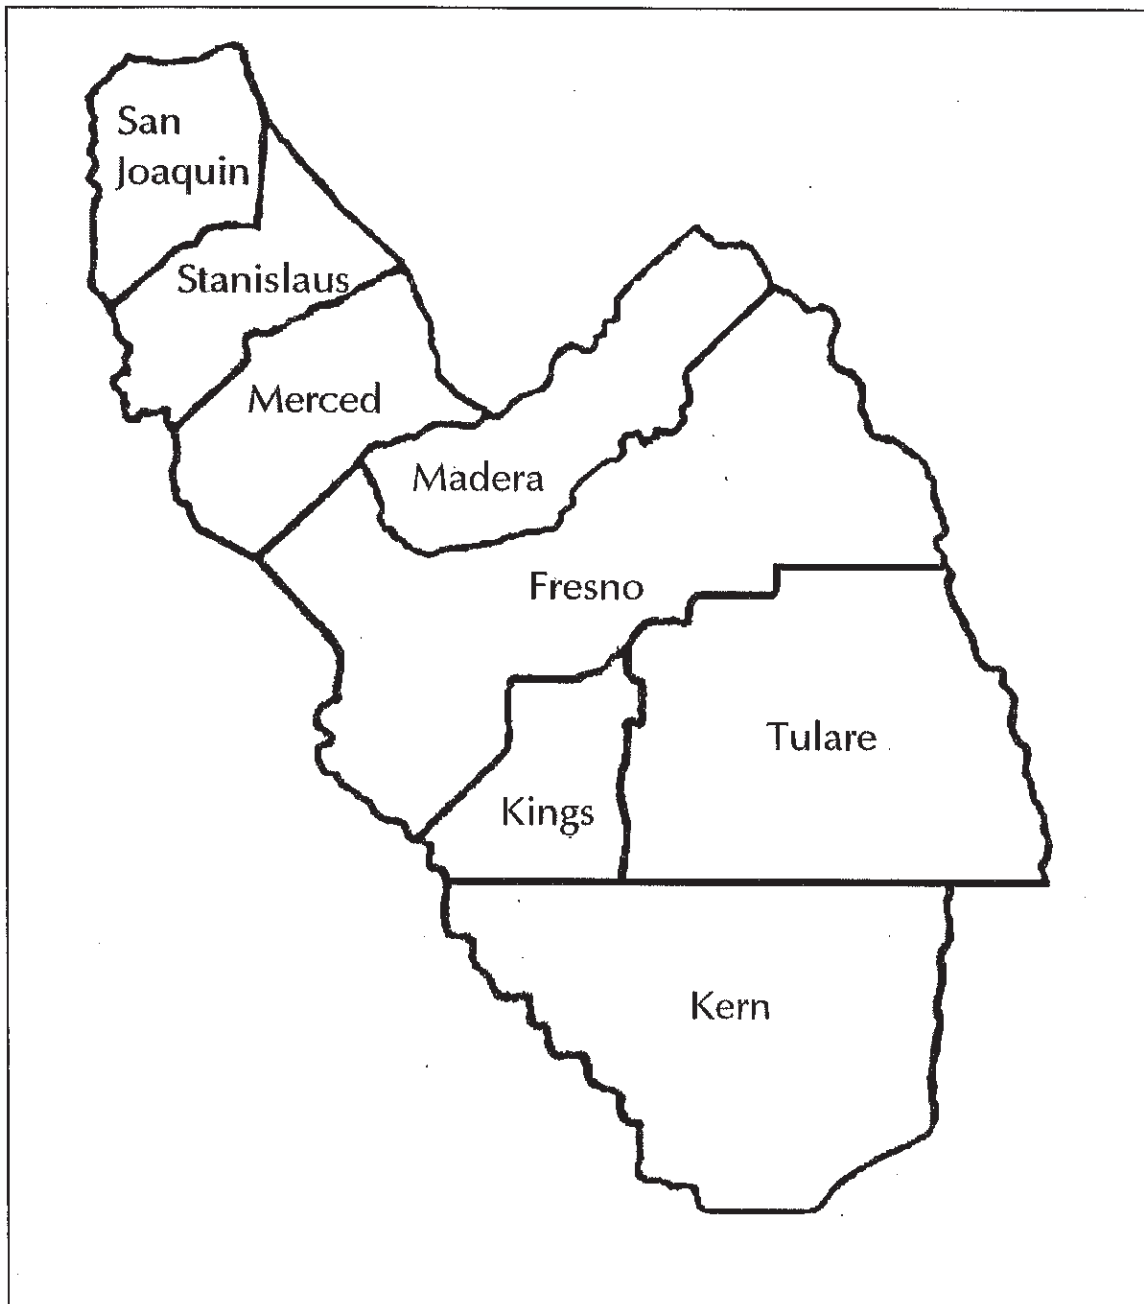 San
Joaquin
Stanislaus
Merced
Madera
Fresno
Tulare
Kings
Kern